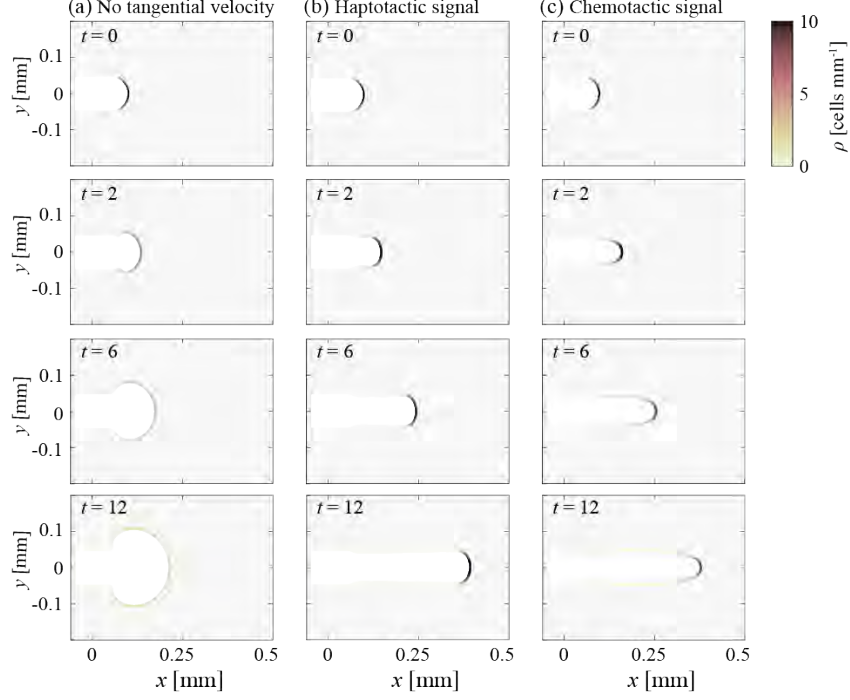 (a) No tangential velocity (b) Haptotactic signal (c) Chemotactic signal
t = 0 t = 0 t = 0
10
5
0
ρ [cells mm⁻¹]
0.1
0
-0.1
y [mm]
t = 2 t = 2 t = 2
0.1
0
-0.1
y [mm]
t = 6 t = 6 t = 6
0.1
0
-0.1
y [mm]
t = 12 t = 12 t = 12
0.1
0
-0.1
y [mm]
0 0.25 0.5 0 0.25 0.5 0 0.25 0.5
x [mm] x [mm] x [mm]